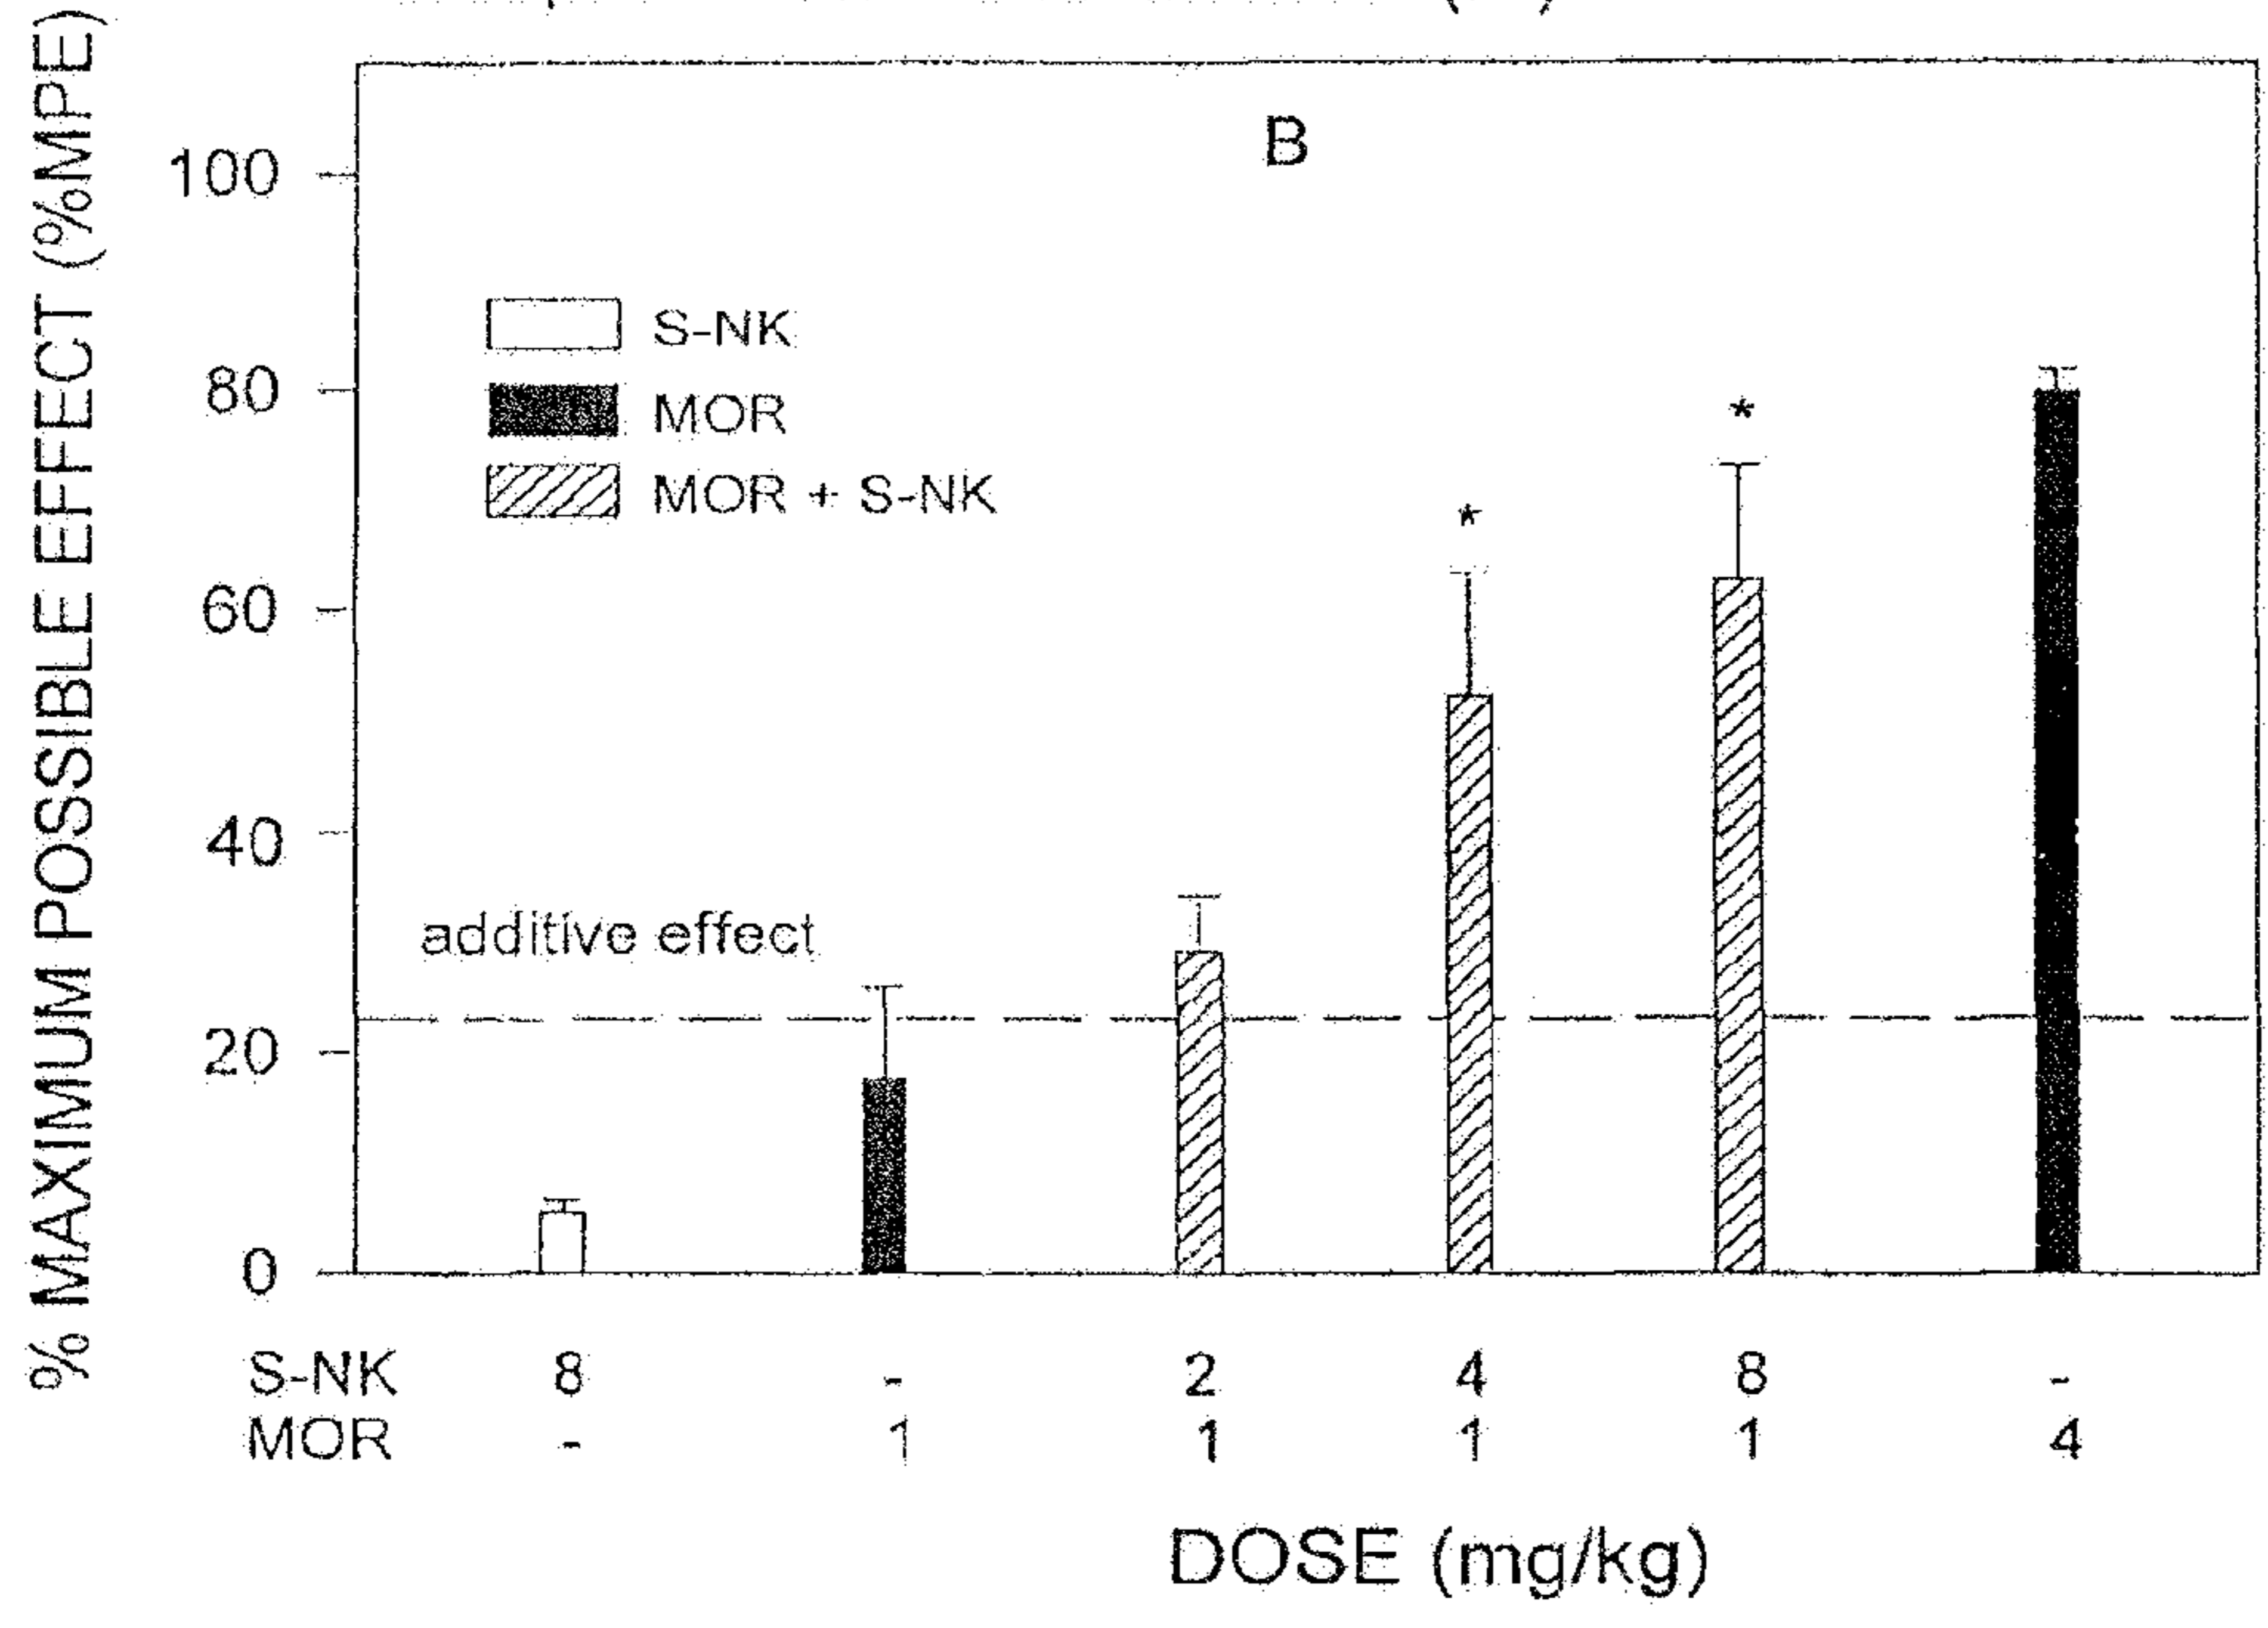 % MAXIMUM POSSIBLE EFFECT (%MPE)
B
100
80
60
40
20
0
S-NK
MOR
MOR + S-NK
*
*
additive effect
S-NK 8 - 2 4 8 -
MOR - 1 1 1 1 4
DOSE (mg/kg)